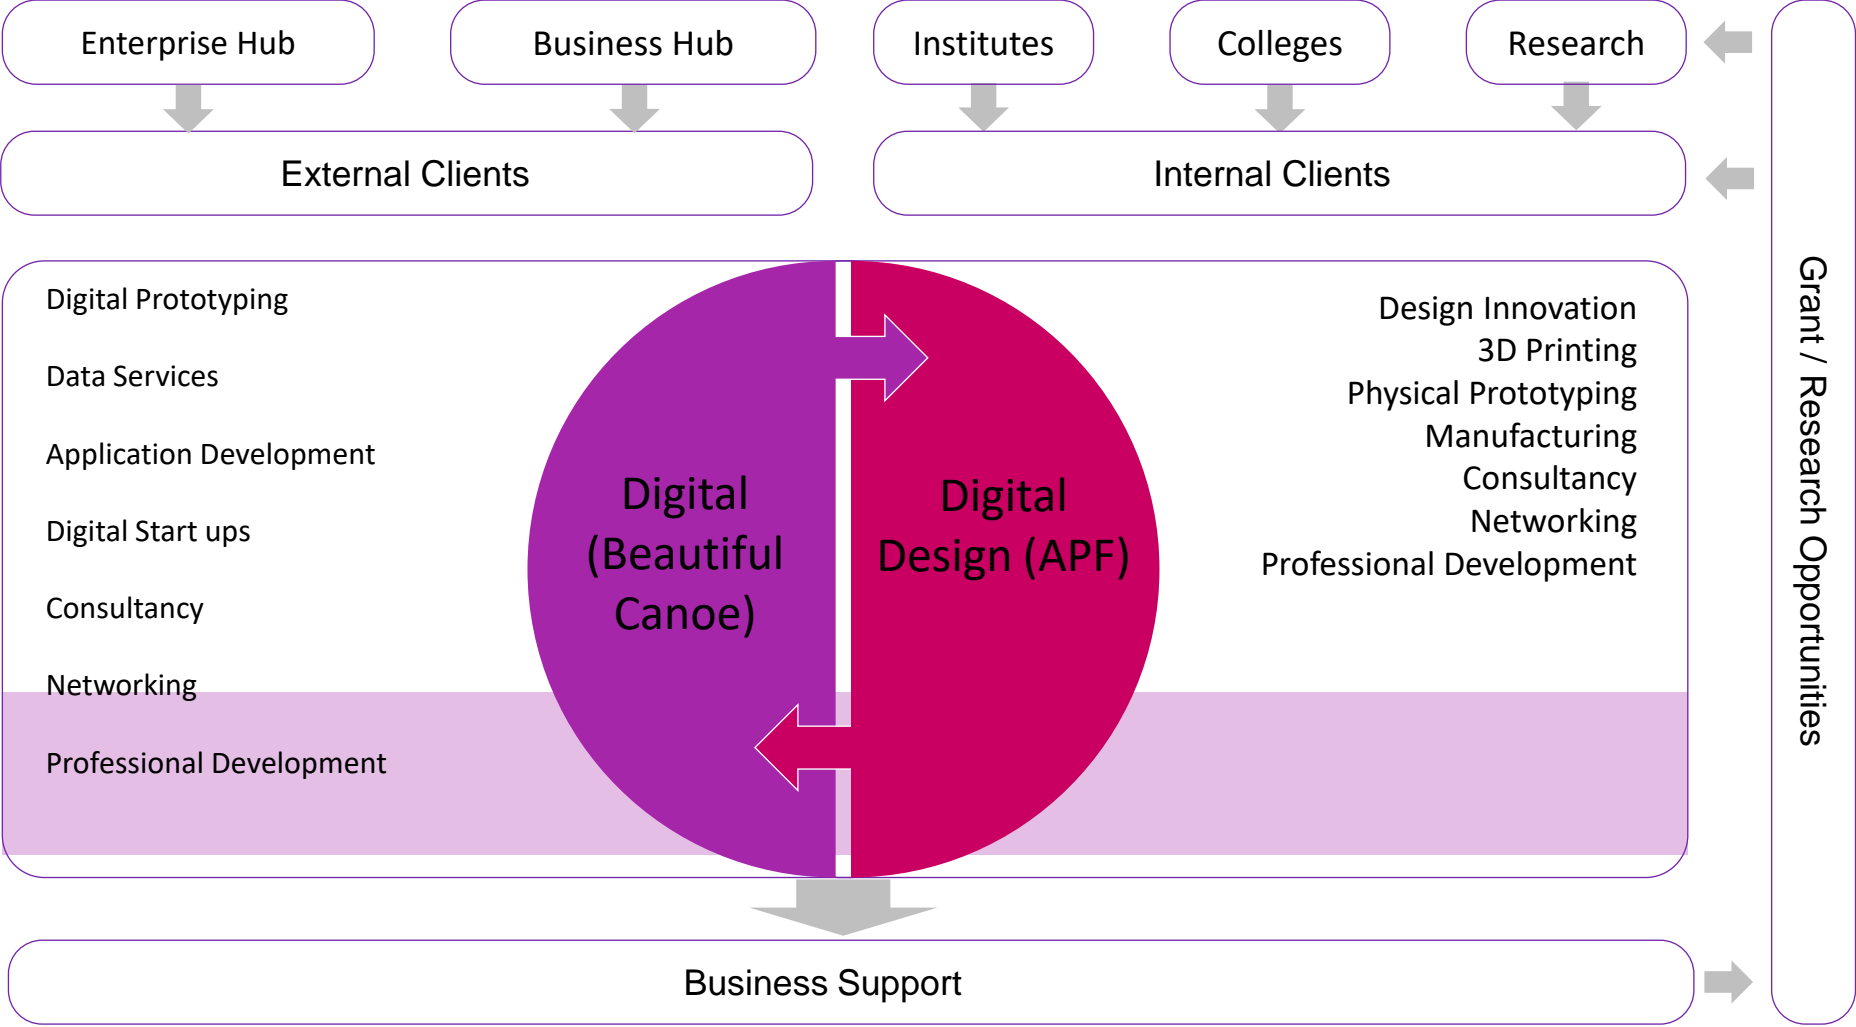 Enterprise Hub
Business Hub
Institutes
Colleges
Research
External Clients
Internal Clients
Digital Prototyping
Data Services
Application Development
Digital Start ups
Consultancy
Networking
Professional Development
Digital
(Beautiful
Canoe)
Digital
Design (APF)
Design Innovation
3D Printing
Physical Prototyping
Manufacturing
Consultancy
Networking
Professional Development
Grant / Research Opportunities
Business Support